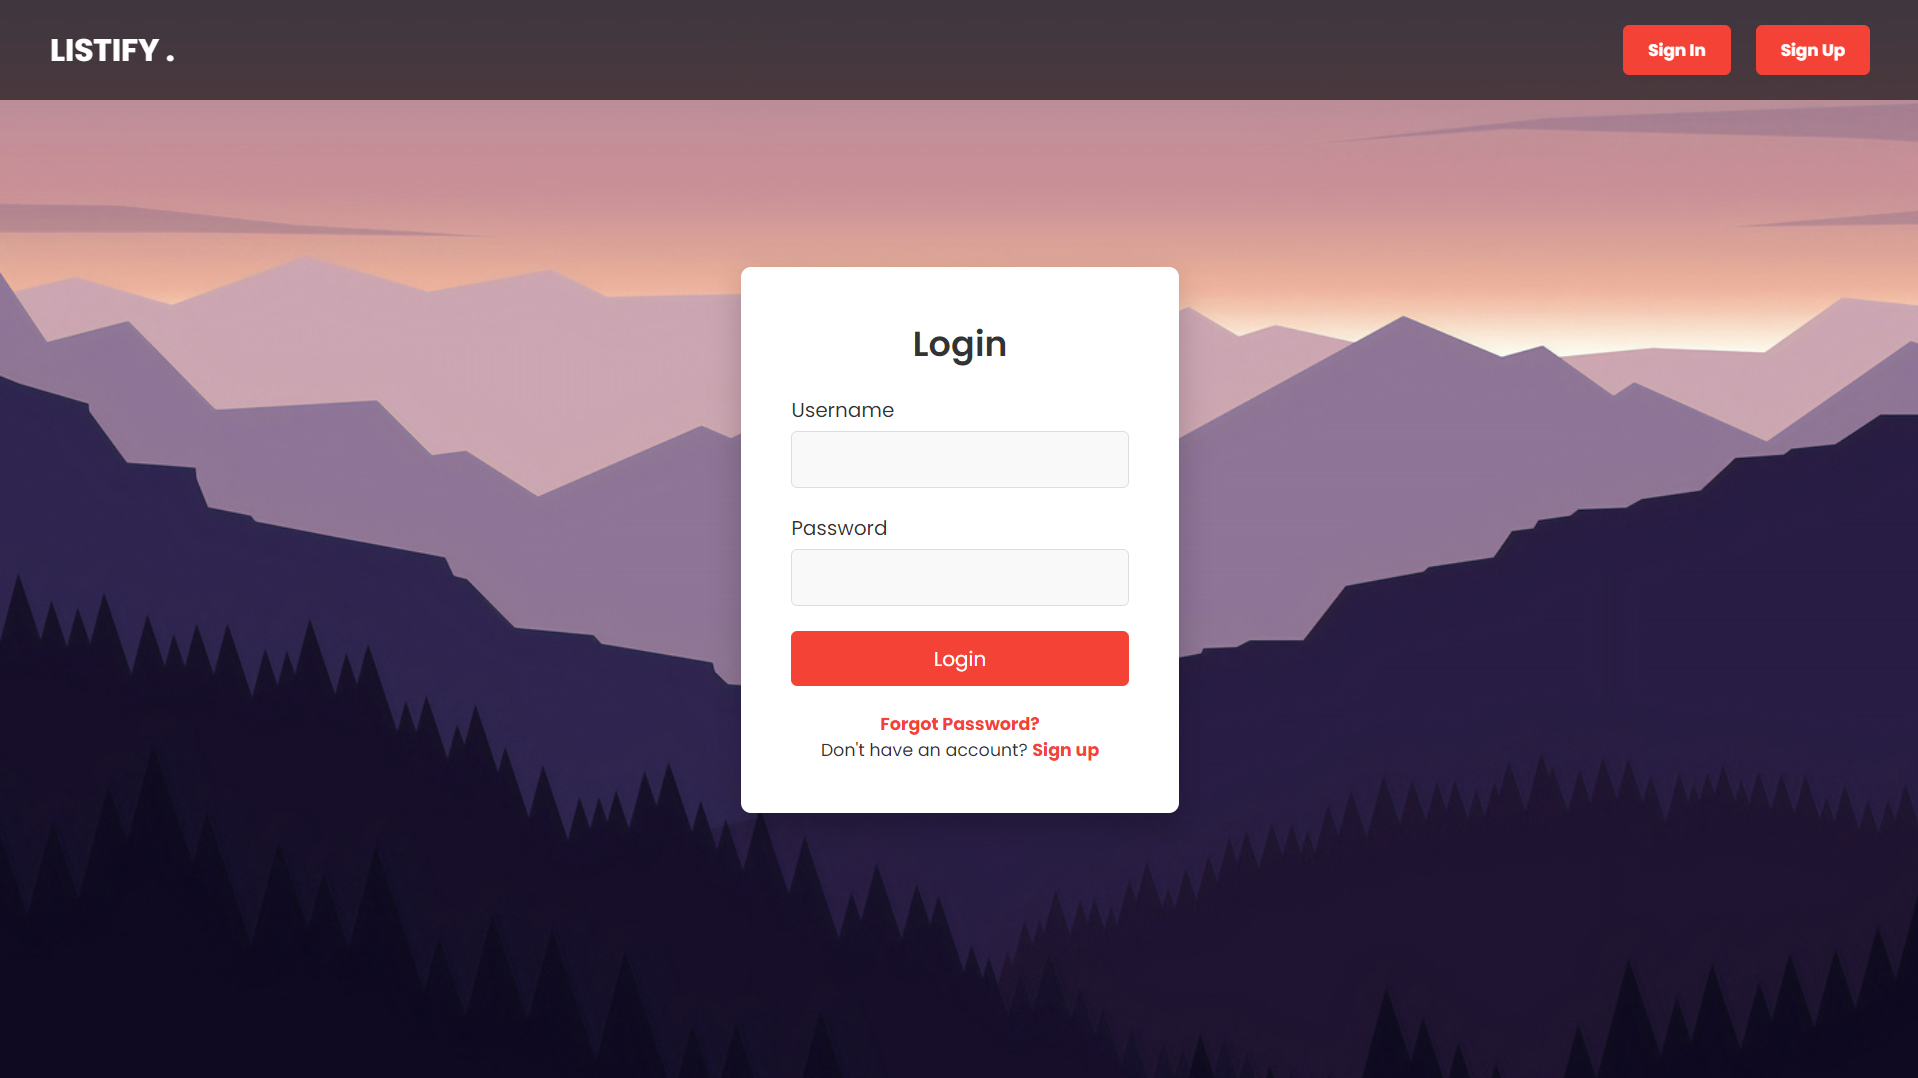 LISTIFY .
Sign In
Sign Up
Login
Username
Password
Login
Forgot Password?
Don't have an account? Sign up